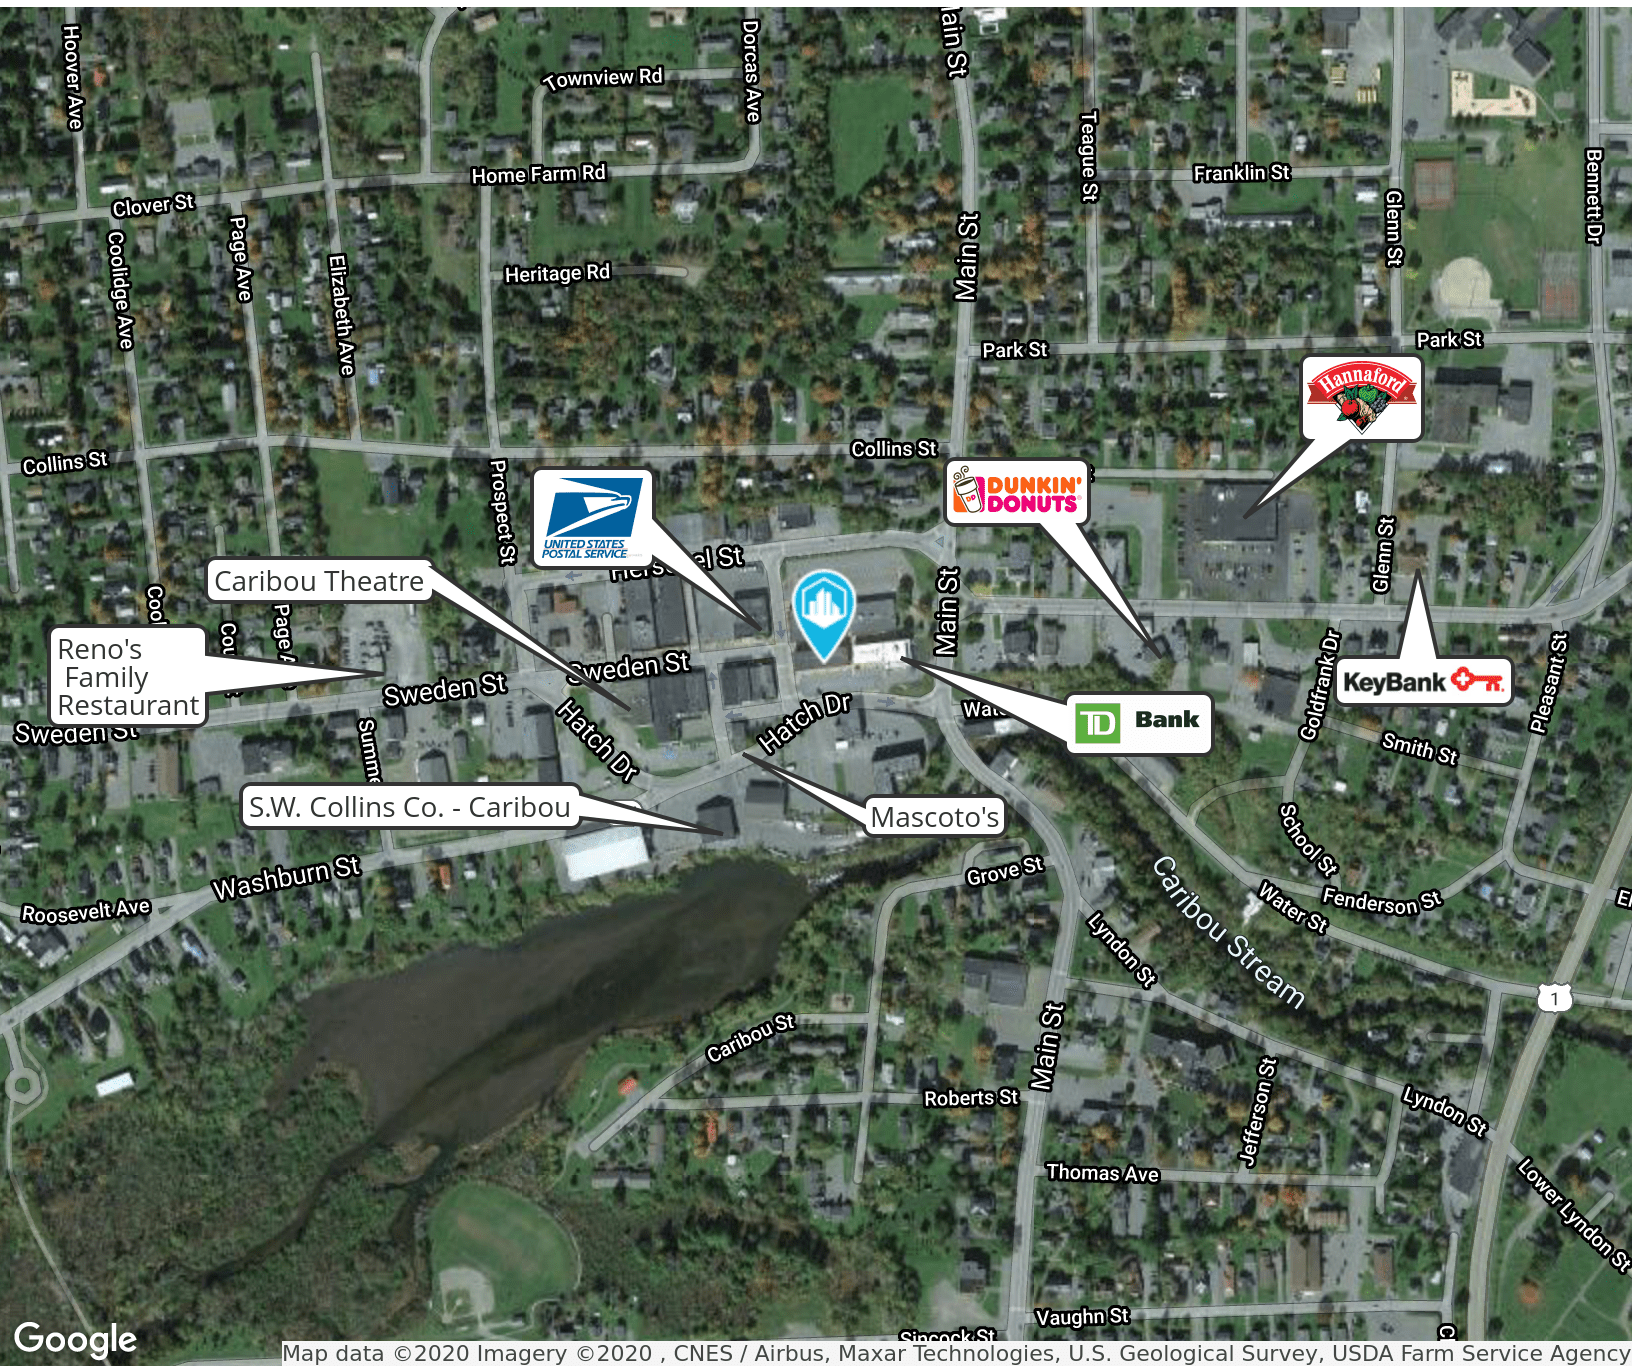 Hoover Ave
Townview Rd
Dorcas Ave
Main St
Teague St
Franklin St
Glenn St
Bennett Dr
Home Farm Rd
Clover St
Coolidge Ave
Page Ave
Elizabeth Ave
Heritage Rd
Main St
Park St
Park St
Hannaford
Collins St
Collins St
Prospect St
UNITED STATES
POSTAL SERVICE
DUNKIN'
DONUTS
DD
Glenn St
Caribou Theatre
Main St
Reno's
Family
Restaurant
Sweden St
Sweden St
Sweden St
Hatch Dr
Hatch Dr
TD Bank
KeyBank
Goldfrank Dr
Pleasant St
Smith St
S.W. Collins Co. - Caribou
Mascoto's
School St
Washburn St
Roosevelt Ave
Grove St
Caribou Stream
Water St
Fenderson St
Lyndon St
1
Caribou St
Main St
Roberts St
Jefferson St
Lyndon St
Thomas Ave
Lower Lyndon St
Vaughn St
Sincock St
Google
Map data ©2020 Imagery ©2020 , CNES / Airbus, Maxar Technologies, U.S. Geological Survey, USDA Farm Service Agency